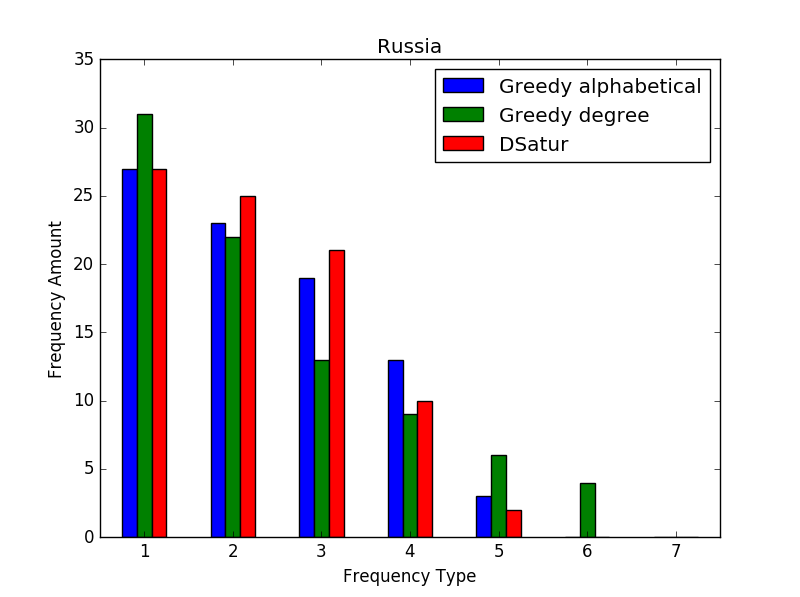 Russia
Greedy alphabetical
Greedy degree
DSatur
Frequency Amount
35
30
25
20
15
10
5
0
1 2 3 4 5 6 7
Frequency Type